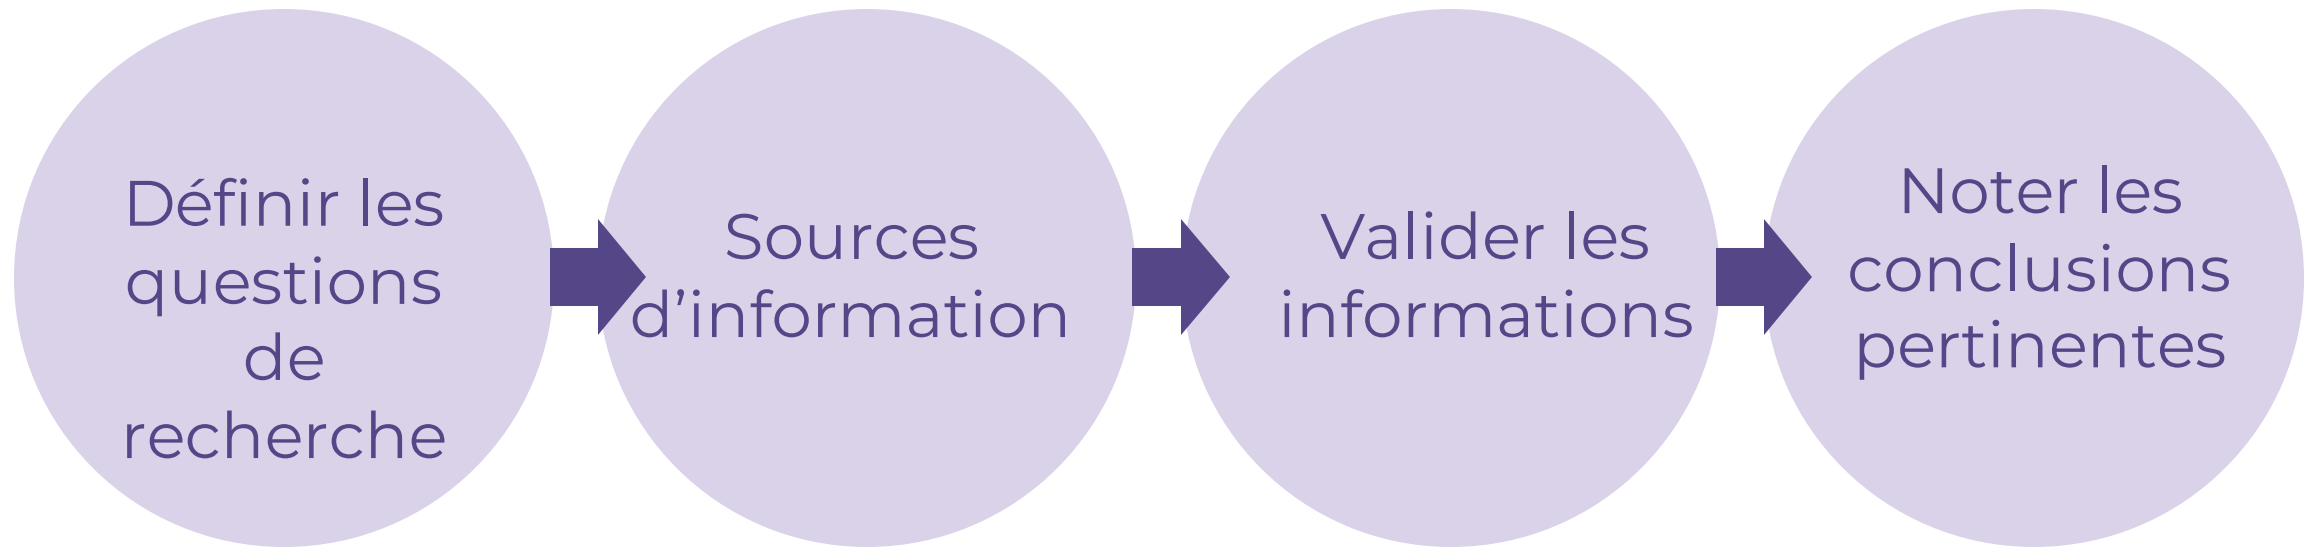 Définir les
questions
de
recherche
Sources
d’information
Valider les
informations
Noter les
conclusions
pertinentes